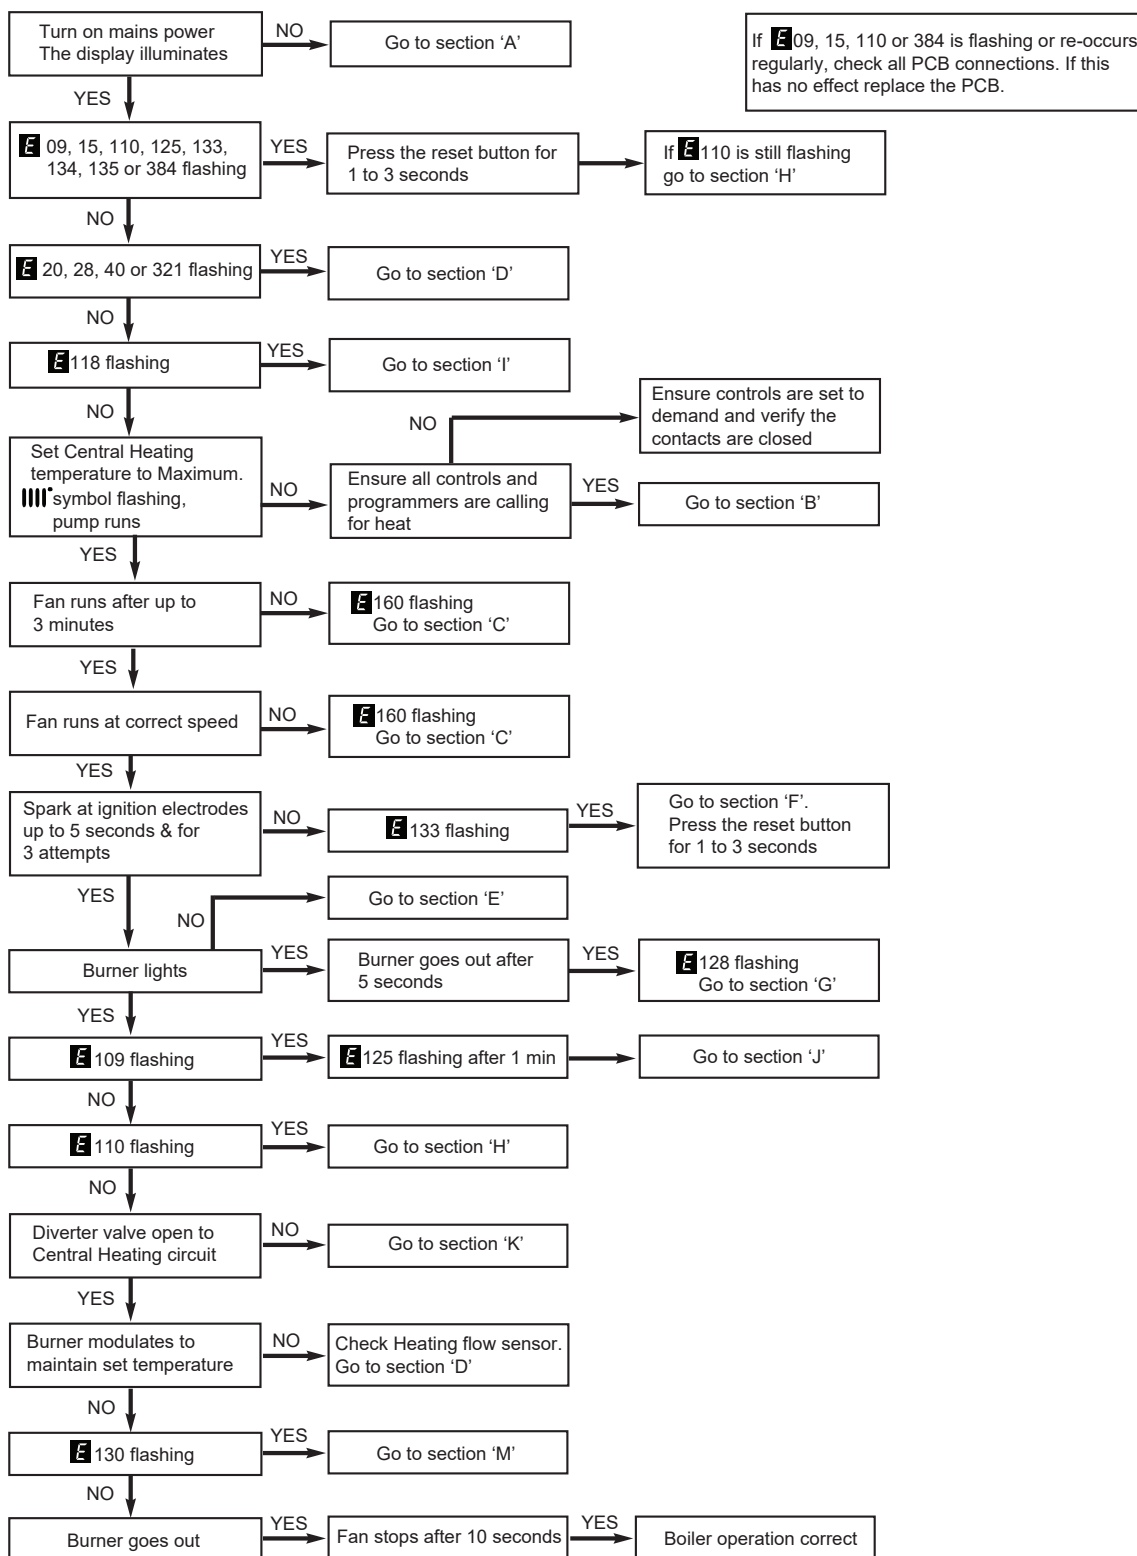 Turn on mains power
The display illuminates
NO
Go to section ‘A’
If E 09, 15, 110 or 384 is flashing or re-occurs
regularly, check all PCB connections. If this
has no effect replace the PCB.
YES
E 09, 15, 110, 125, 133,
134, 135 or 384 flashing
YES
Press the reset button for
1 to 3 seconds
If E 110 is still flashing
go to section ‘H’
NO
E 20, 28, 40 or 321 flashing
YES
Go to section ‘D’
NO
E 118 flashing
YES
Go to section ‘I’
NO
Set Central Heating
temperature to Maximum.
symbol flashing,
pump runs
NO
Ensure all controls and
programmers are calling
for heat
NO
Ensure controls are set to
demand and verify the
contacts are closed
YES
Go to section ‘B’
YES
Fan runs after up to
3 minutes
NO
E 160 flashing
Go to section ‘C’
YES
Fan runs at correct speed
NO
E 160 flashing
Go to section ‘C’
YES
Spark at ignition electrodes
up to 5 seconds & for
3 attempts
NO
E 133 flashing
YES
Go to section ‘F’.
Press the reset button
for 1 to 3 seconds
YES
NO
Go to section ‘E’
Burner lights
YES
Burner goes out after
5 seconds
YES
E 128 flashing
Go to section ‘G’
YES
E 109 flashing
YES
E 125 flashing after 1 min
Go to section ‘J’
NO
E 110 flashing
YES
Go to section ‘H’
NO
Diverter valve open to
Central Heating circuit
NO
Go to section ‘K’
YES
Burner modulates to
maintain set temperature
NO
Check Heating flow sensor.
Go to section ‘D’
NO
E 130 flashing
YES
Go to section ‘M’
NO
Burner goes out
YES
Fan stops after 10 seconds
YES
Boiler operation correct